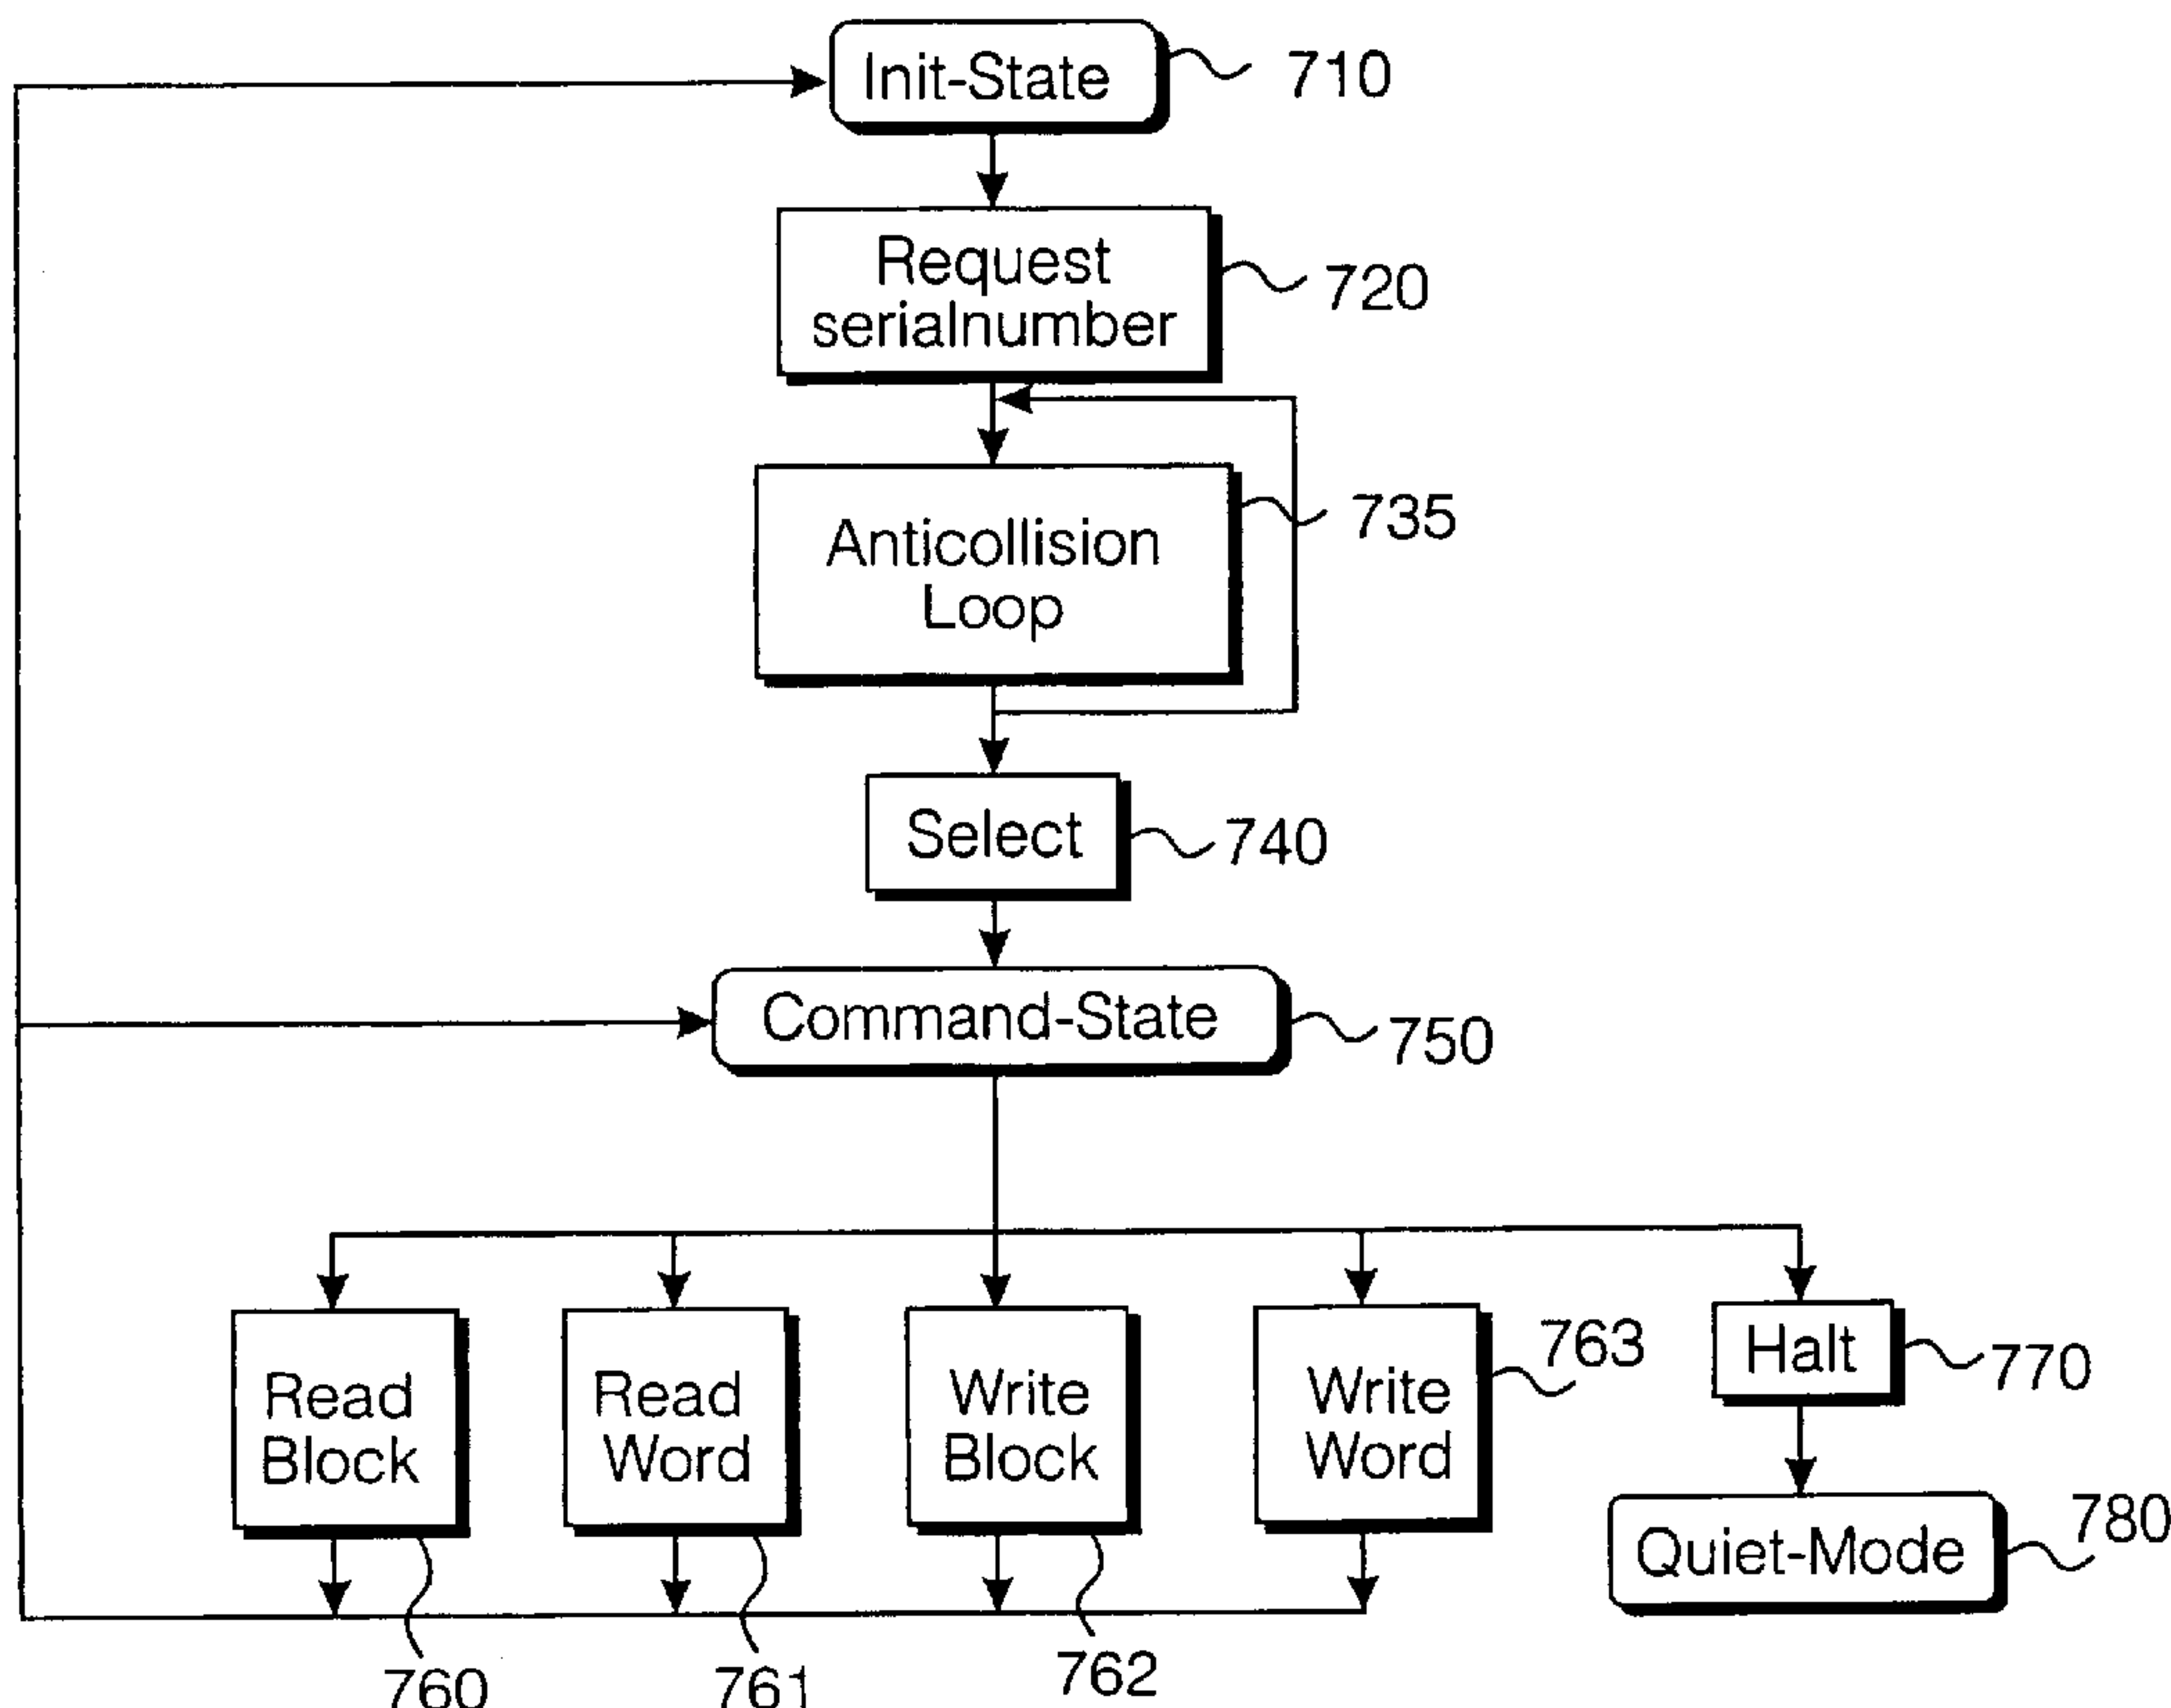 Init-State
710
Request
serialnumber
720
Anticollision
Loop
735
Select
740
Command-State
750
Read
Block
Read
Word
Write
Block
Write
Word
763
Halt
770
Quiet-Mode
780
760
761
762